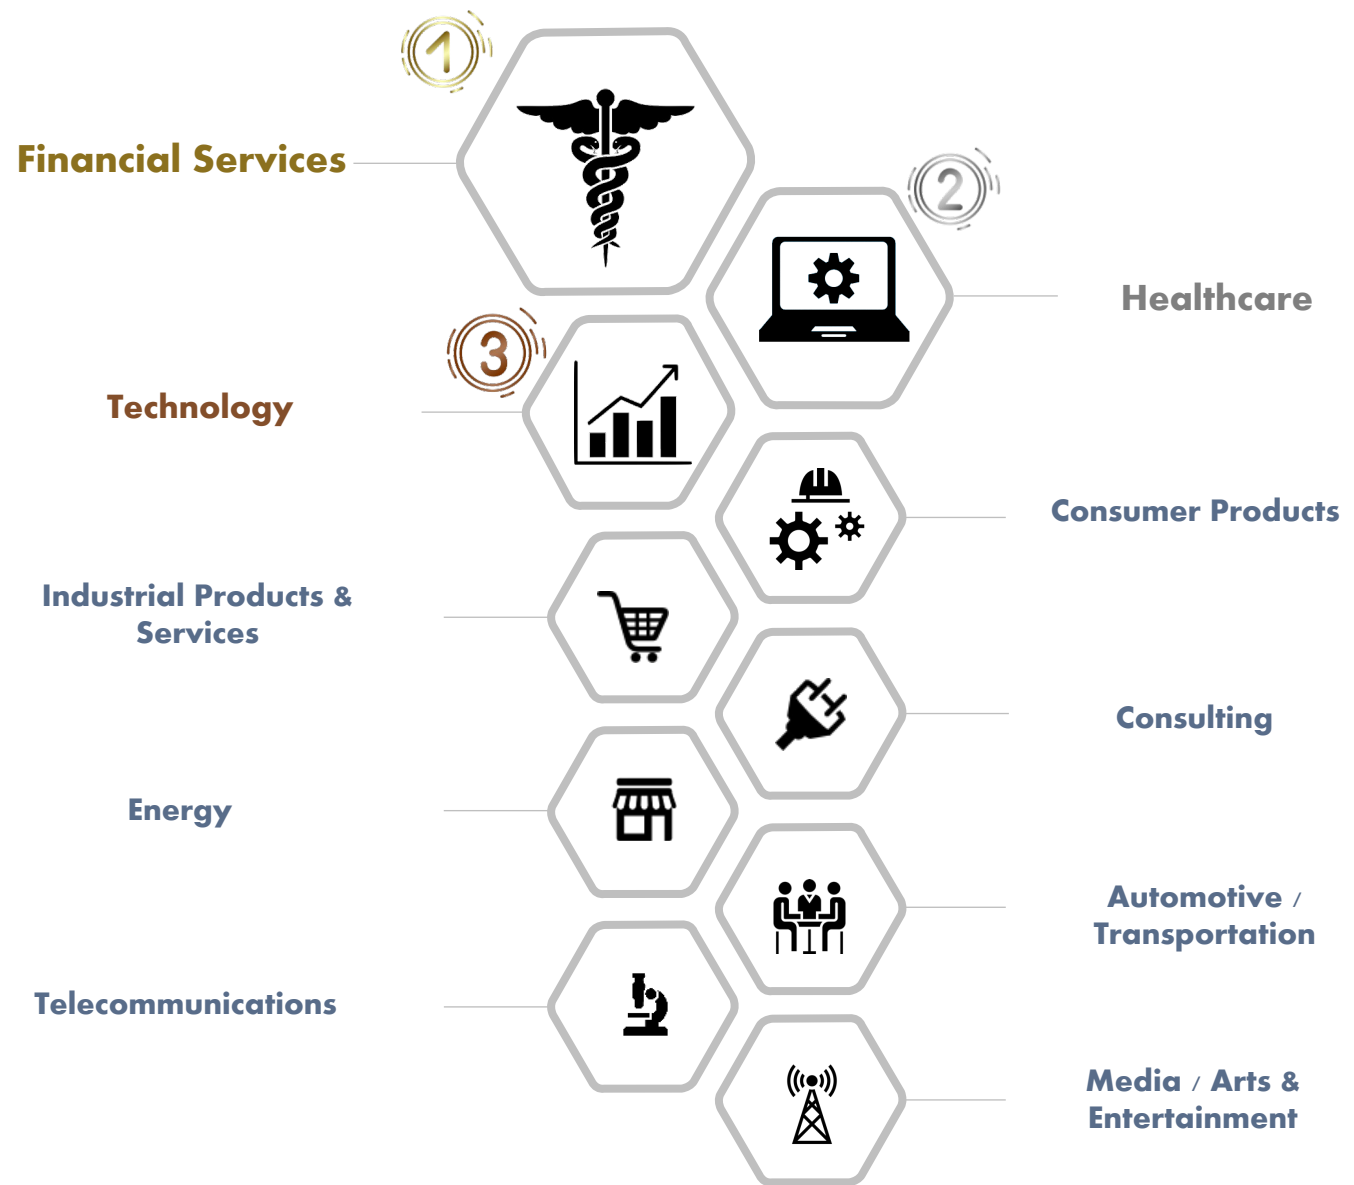 1
Financial Services
2
Healthcare
3
Technology
Consumer Products
Industrial Products &
Services
Consulting
Energy
Automotive /
Transportation
Telecommunications
Media / Arts &
Entertainment